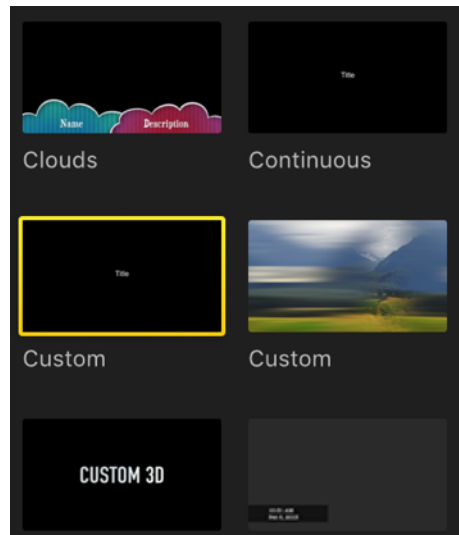 Name Description
Title
Clouds Continuous
Title
Custom Custom
CUSTOM 3D